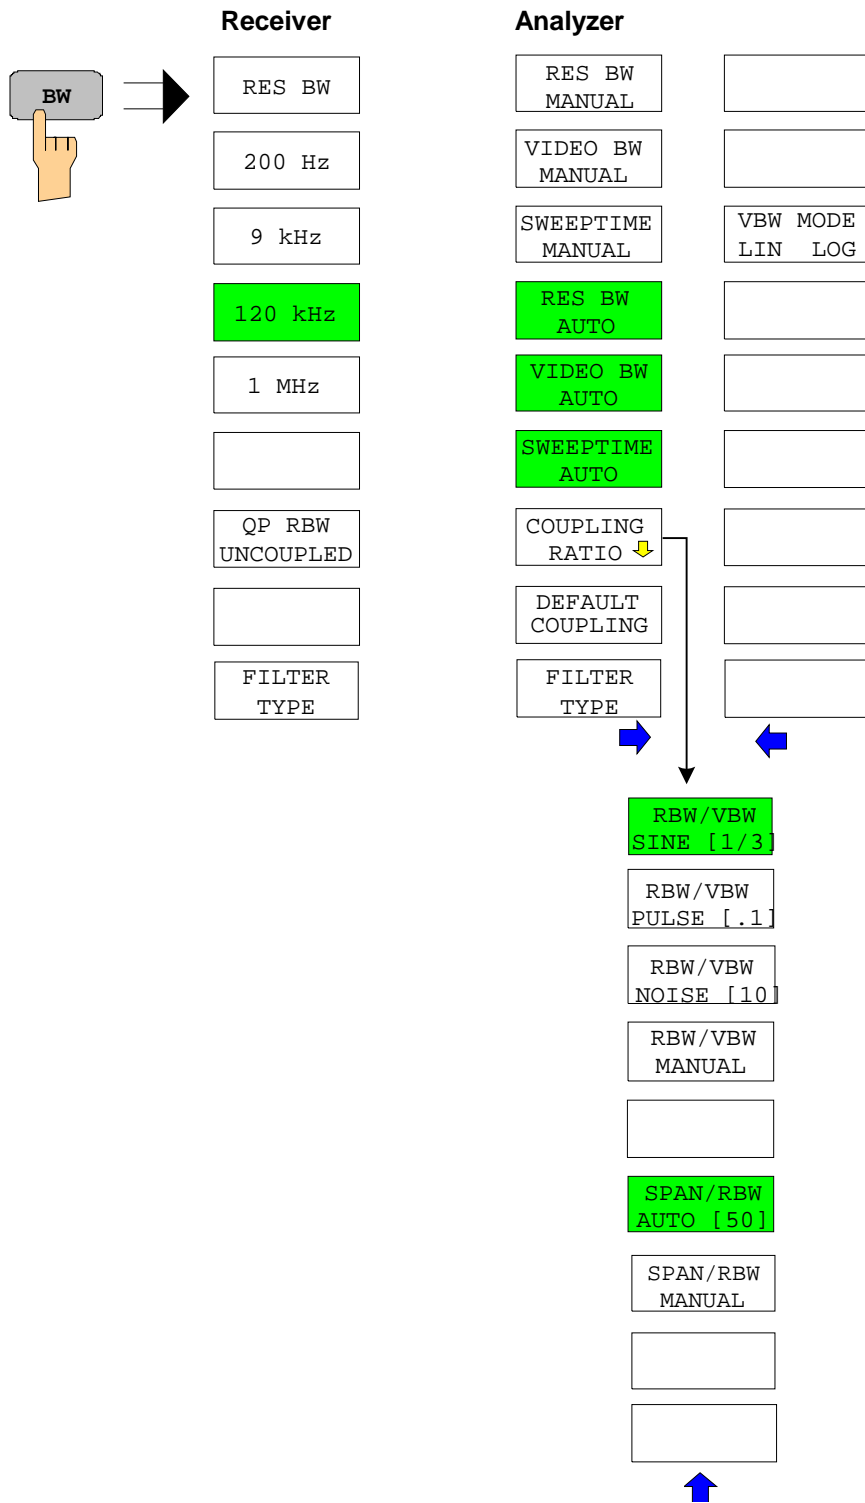 Receiver
Analyzer
BW
RES BW
200 Hz
9 kHz
120 kHz
1 MHz
QP RBW
UNCOUPLED
FILTER
TYPE
RES BW
MANUAL
VIDEO BW
MANUAL
SWEEPTIME
MANUAL
RES BW
AUTO
VIDEO BW
AUTO
SWEEPTIME
AUTO
COUPLING
RATIO
DEFAULT
COUPLING
FILTER
TYPE
VBW MODE
LIN LOG
RBW/VBW
SINE [1/3]
RBW/VBW
PULSE [.1]
RBW/VBW
NOISE [10]
RBW/VBW
MANUAL
SPAN/RBW
AUTO [50]
SPAN/RBW
MANUAL